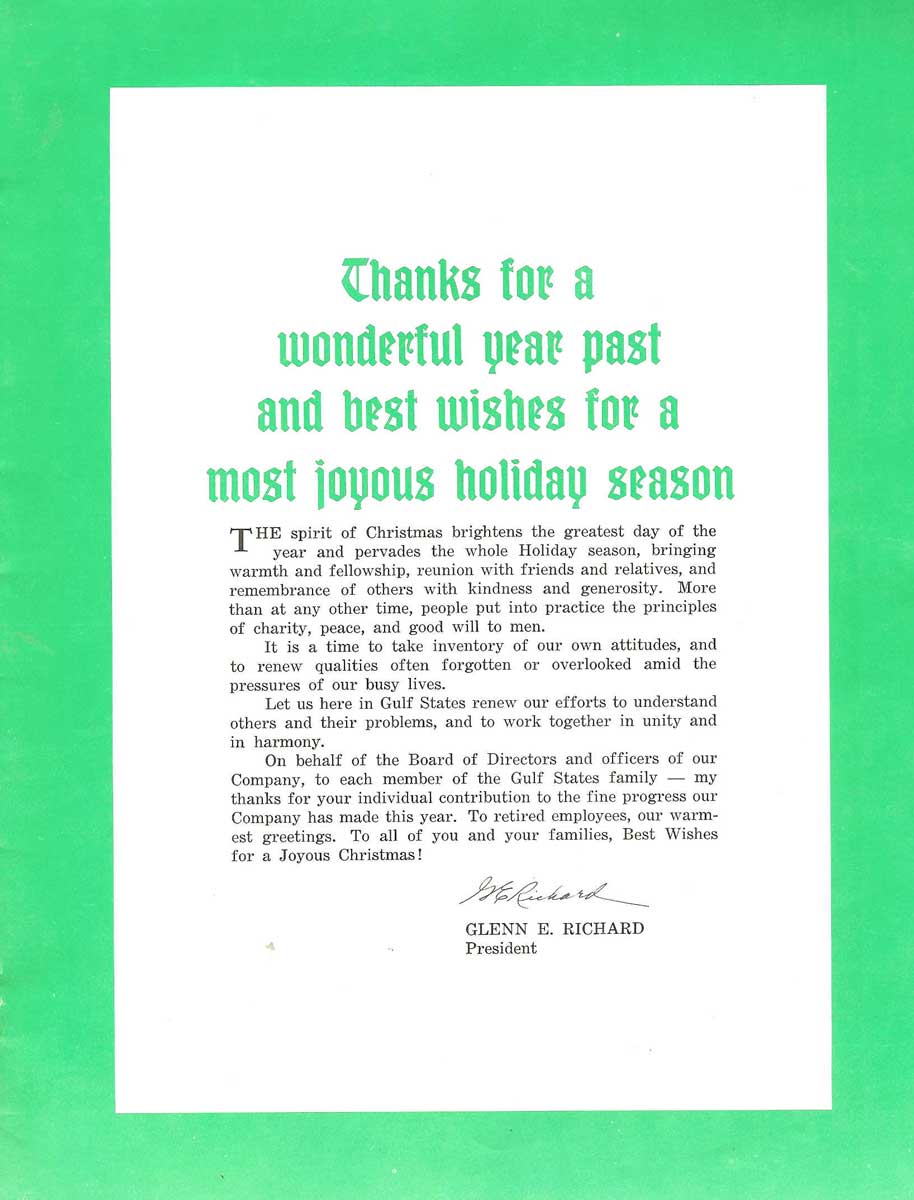 Thanks for a
wonderful year past
and best wishes for a
most joyous holiday season
THE spirit of Christmas brightens the greatest day of the
year and pervades the whole Holiday season, bringing
warmth and fellowship, reunion with friends and relatives, and
remembrance of others with kindness and generosity. More
than at any other time, people put into practice the principles
of charity, peace, and good will to men.
It is a time to take inventory of our own attitudes, and
to renew qualities often forgotten or overlooked amid the
pressures of our busy lives.
Let us here in Gulf States renew our efforts to understand
others and their problems, and to work together in unity and
in harmony.
On behalf of the Board of Directors and officers of our
Company, to each member of the Gulf States family — my
thanks for your individual contribution to the fine progress our
Company has made this year. To retired employees, our warm-
est greetings. To all of you and your families, Best Wishes
for a Joyous Christmas!
GE Richard
GLENN E. RICHARD
President